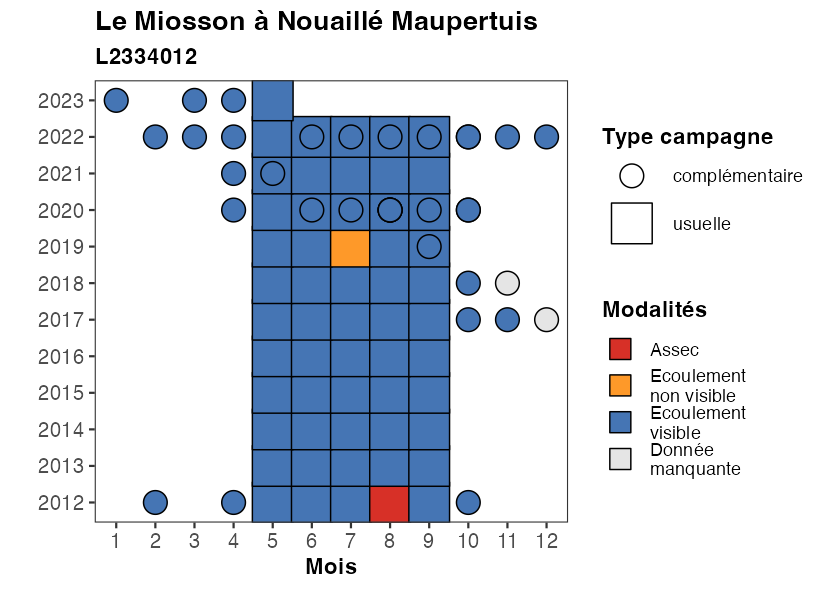 Le Miosson à Nouaillé Maupertuis
L2334012
2023
2022
2021
2020
2019
2018
2017
2016
2015
2014
2013
2012
1 2 3 4 5 6 7 8 9 10 11 12
Mois
Type campagne
complémentaire
usuelle
Modalités
Assec
Ecoulement
non visible
Ecoulement
visible
Donnée
manquante